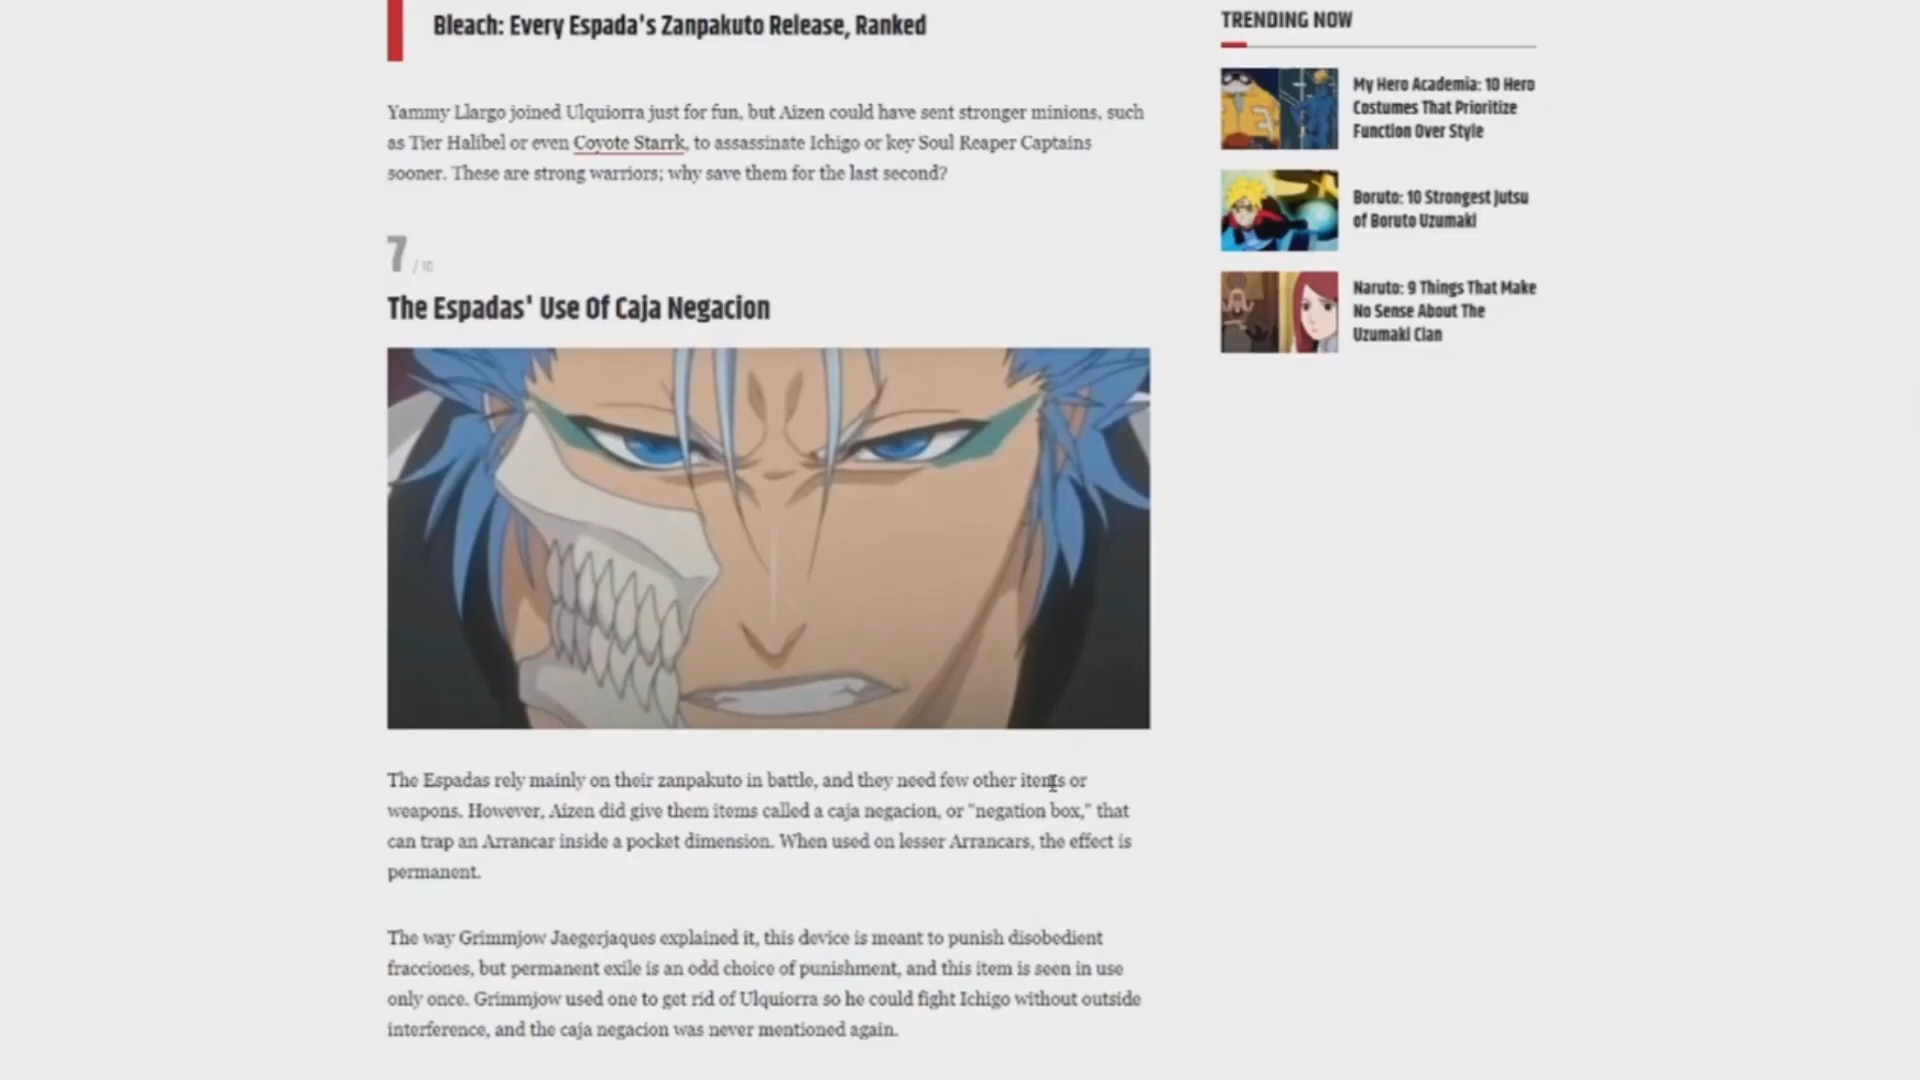 Bleach: Every Espada's Zanpakuto Release, Ranked
Yammy Llargo joined Ulquiorra just for fun, but Aizen could have sent stronger minions, such
as Tier Halibel or even Coyote Starrk, to assassinate Ichigo or key Soul Reaper Captains
sooner. These are strong warriors; why save them for the last second?
7 / 10
The Espadas' Use Of Caja Negacion
The Espadas rely mainly on their zanpakuto in battle, and they need few other items or
weapons. However, Aizen did give them items called a caja negacion, or "negation box," that
can trap an Arrancar inside a pocket dimension. When used on lesser Arrancars, the effect is
permanent.
The way Grimmjow Jaegerjaques explained it, this device is meant to punish disobedient
fracciones, but permanent exile is an odd choice of punishment, and this item is seen in use
only once. Grimmjow used one to get rid of Ulquiorra so he could fight Ichigo without outside
interference, and the caja negacion was never mentioned again.
TRENDING NOW
My Hero Academia: 10 Hero
Costumes That Prioritize
Function Over Style
Boruto: 10 Strongest Jutsu
of Boruto Uzumaki
Naruto: 9 Things That Make
No Sense About The
Uzumaki Clan